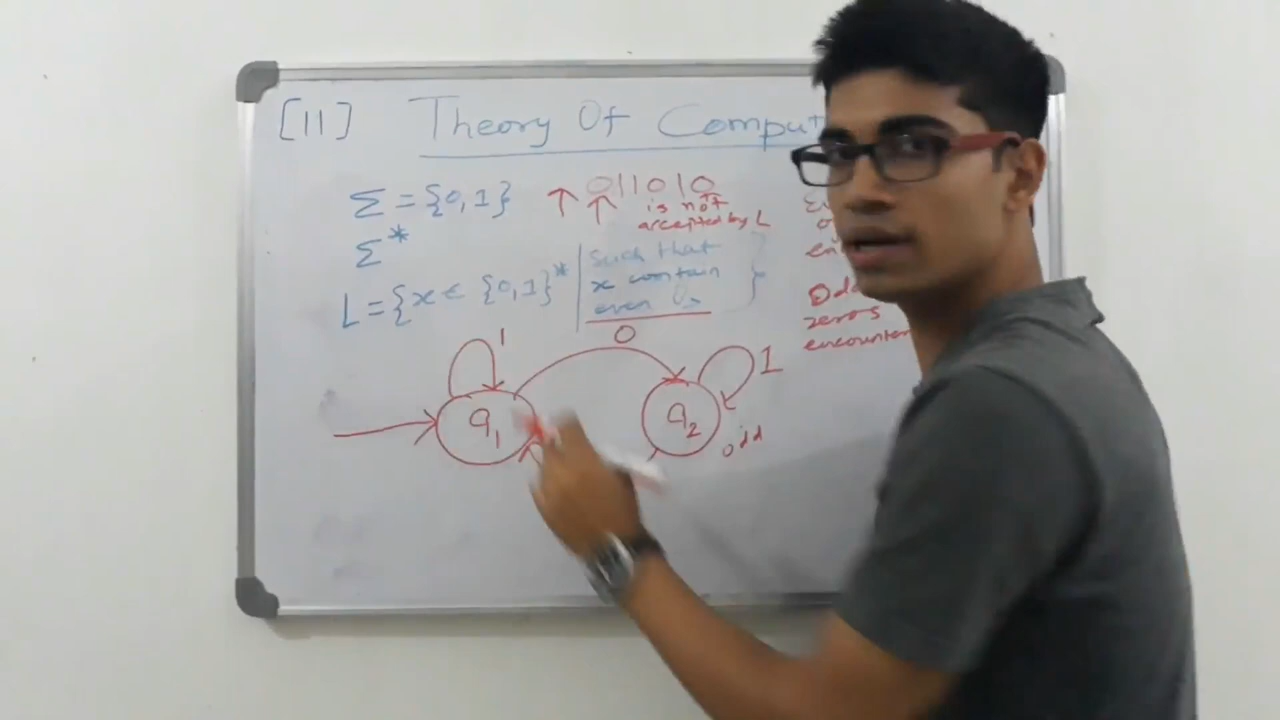 [11] Theory Of Comput
Σ = {0,1}
↑ 011010
↑ is not
accepted by L
Σ*
L = {x ∈ {0,1}* | such that
x contain
even 0s }
Odd
zeros
encounter
1
0
1
q1
q2
odd